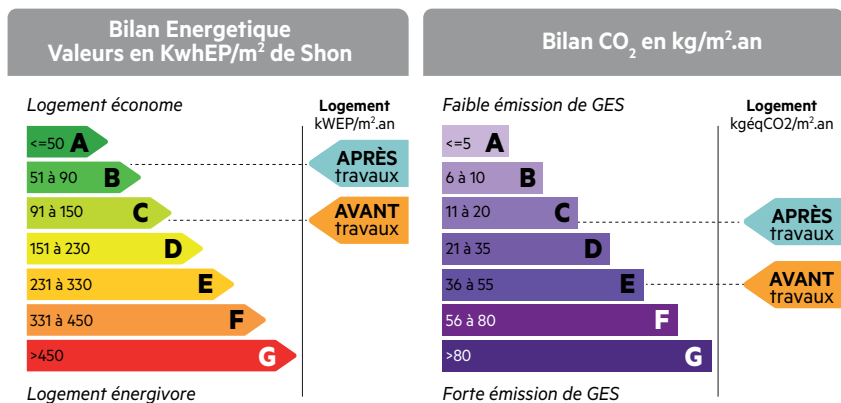 Bilan Energetique
Valeurs en KwhEP/m² de Shon
Logement économe
Logement
kWEP/m².an
<=50 A
51 à 90 B
91 à 150 C
151 à 230 D
231 à 330 E
331 à 450 F
>450 G
APRÈS
travaux
AVANT
travaux
Logement énergivore
Bilan CO₂ en kg/m².an
Faible émission de GES
Logement
kgéqCO2/m².an
<=5 A
6 à 10 B
11 à 20 C
21 à 35 D
36 à 55 E
56 à 80 F
>80 G
APRÈS
travaux
AVANT
travaux
Forte émission de GES